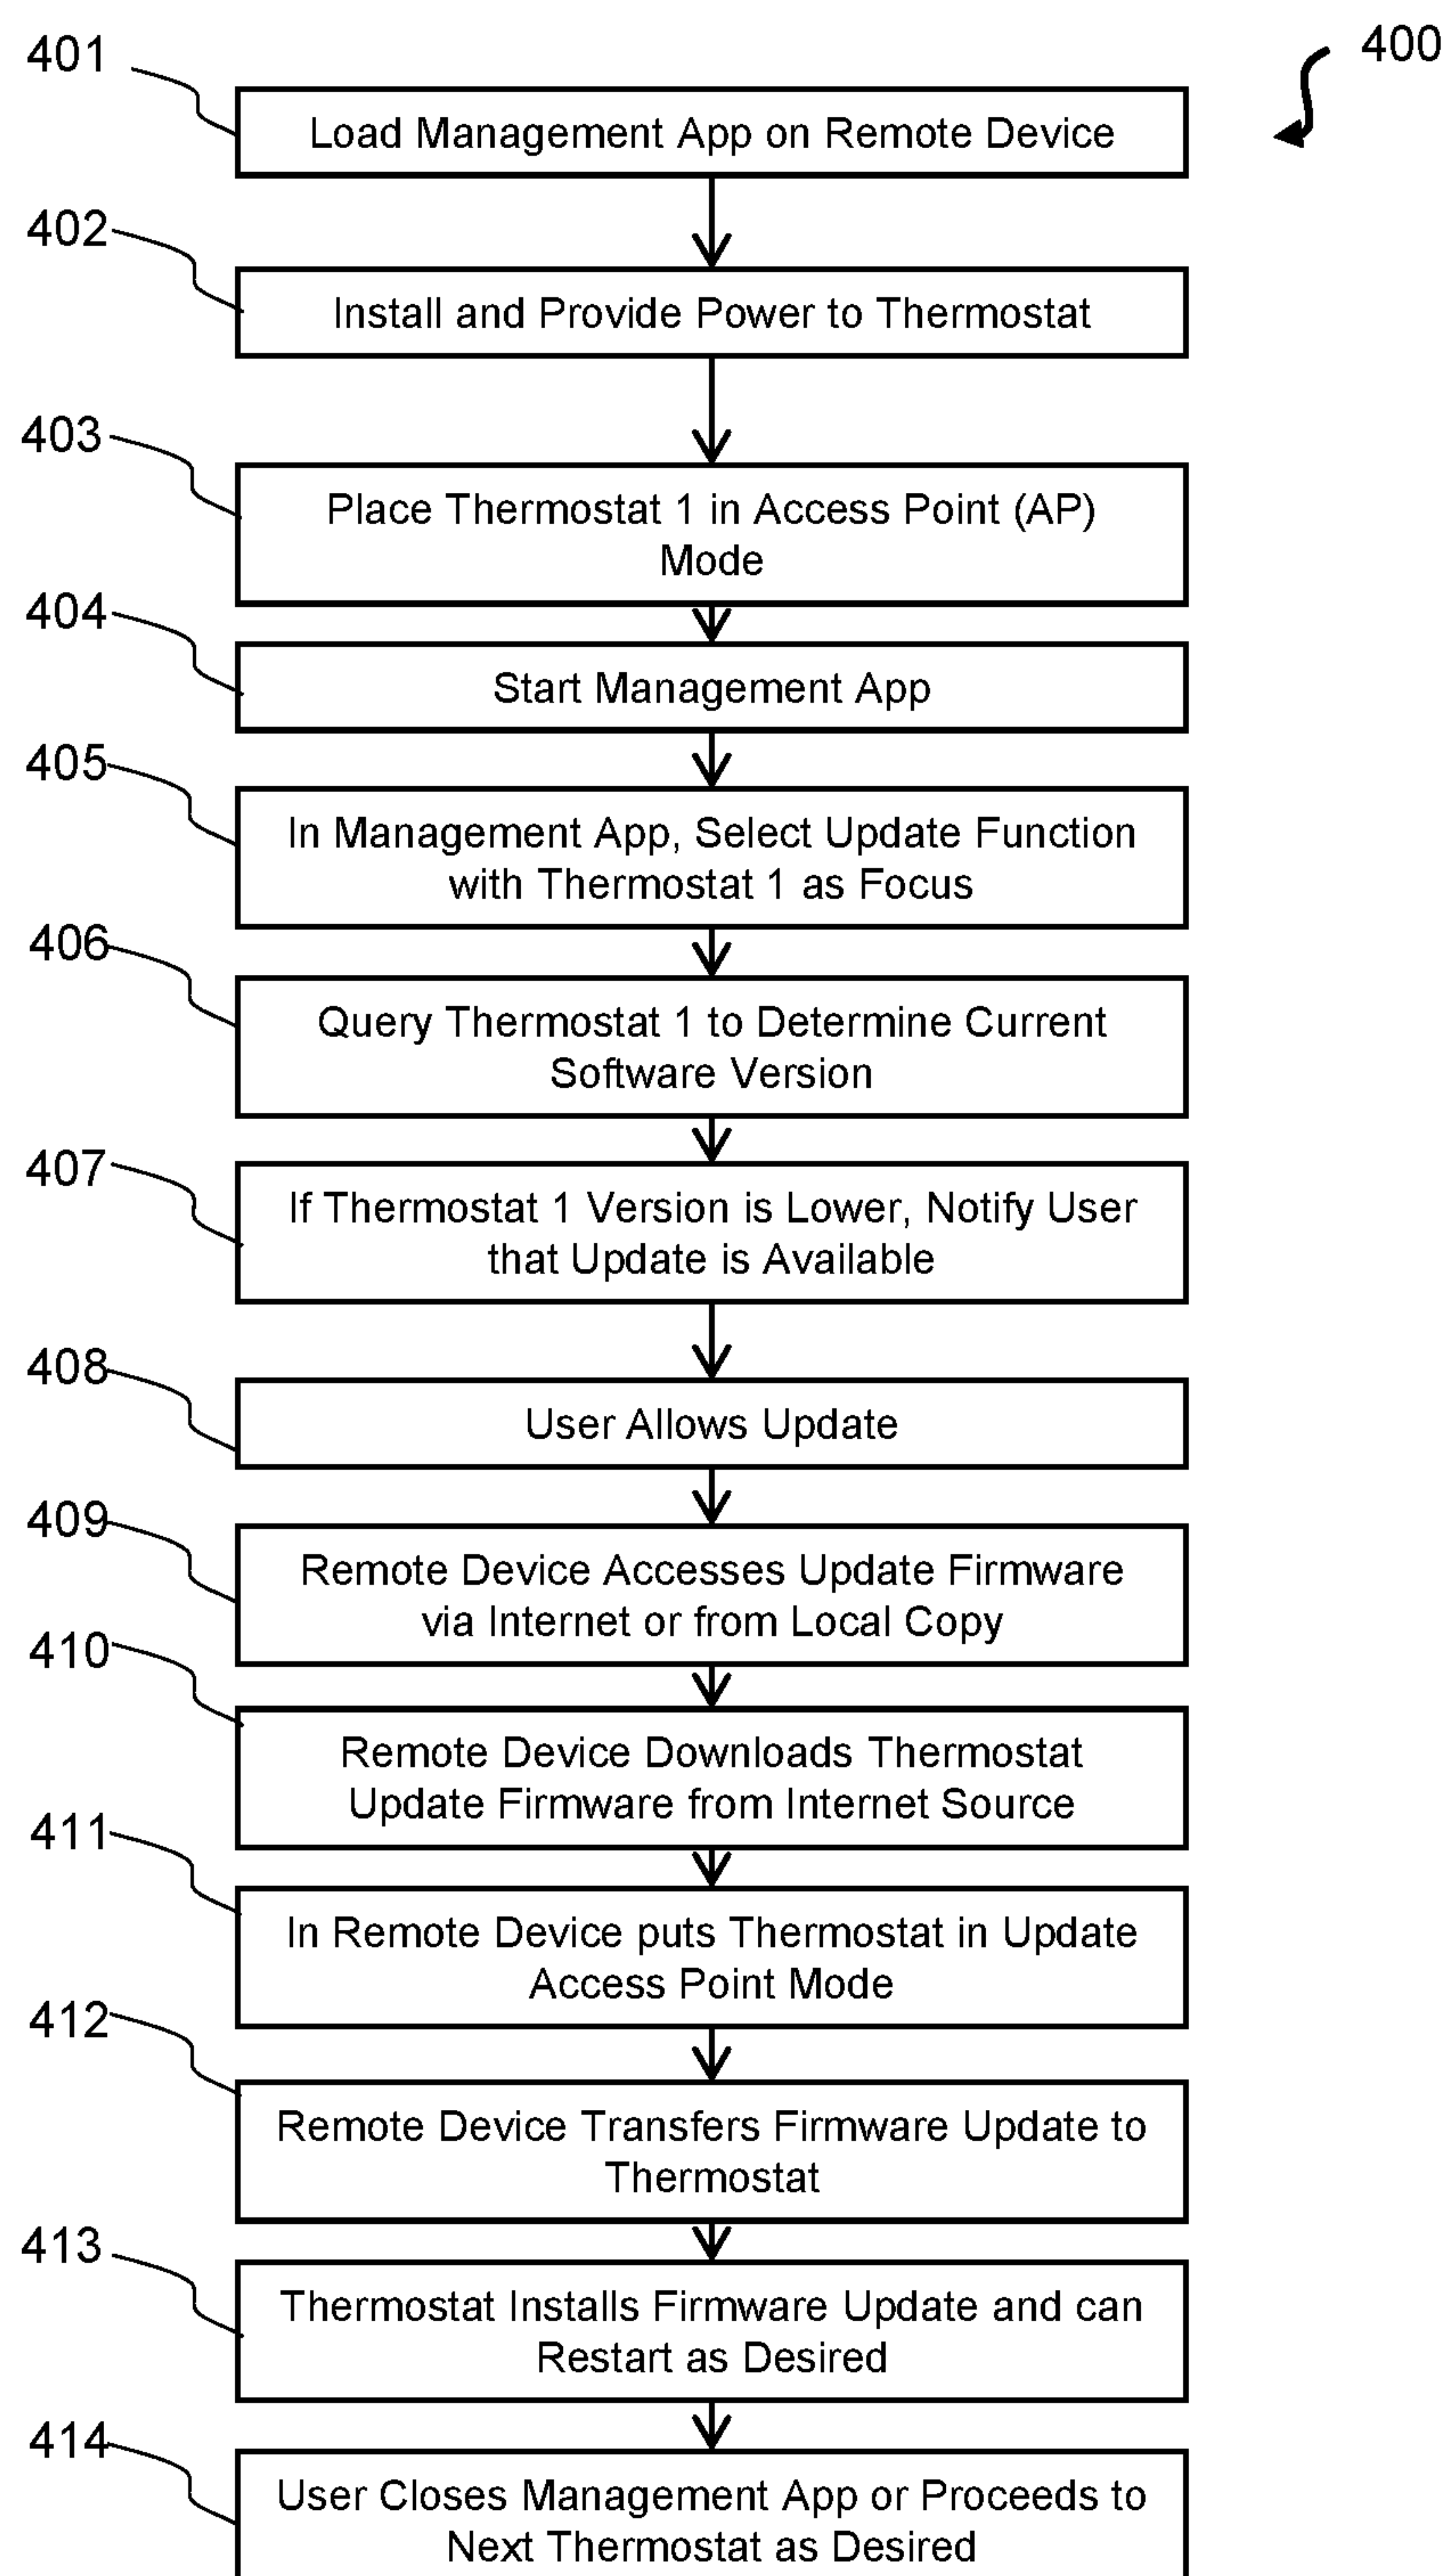 400
401
Load Management App on Remote Device
402
Install and Provide Power to Thermostat
403
Place Thermostat 1 in Access Point (AP)
Mode
404
Start Management App
405
In Management App, Select Update Function
with Thermostat 1 as Focus
406
Query Thermostat 1 to Determine Current
Software Version
407
If Thermostat 1 Version is Lower, Notify User
that Update is Available
408
User Allows Update
409
Remote Device Accesses Update Firmware
via Internet or from Local Copy
410
Remote Device Downloads Thermostat
Update Firmware from Internet Source
411
In Remote Device puts Thermostat in Update
Access Point Mode
412
Remote Device Transfers Firmware Update to
Thermostat
413
Thermostat Installs Firmware Update and can
Restart as Desired
414
User Closes Management App or Proceeds to
Next Thermostat as Desired